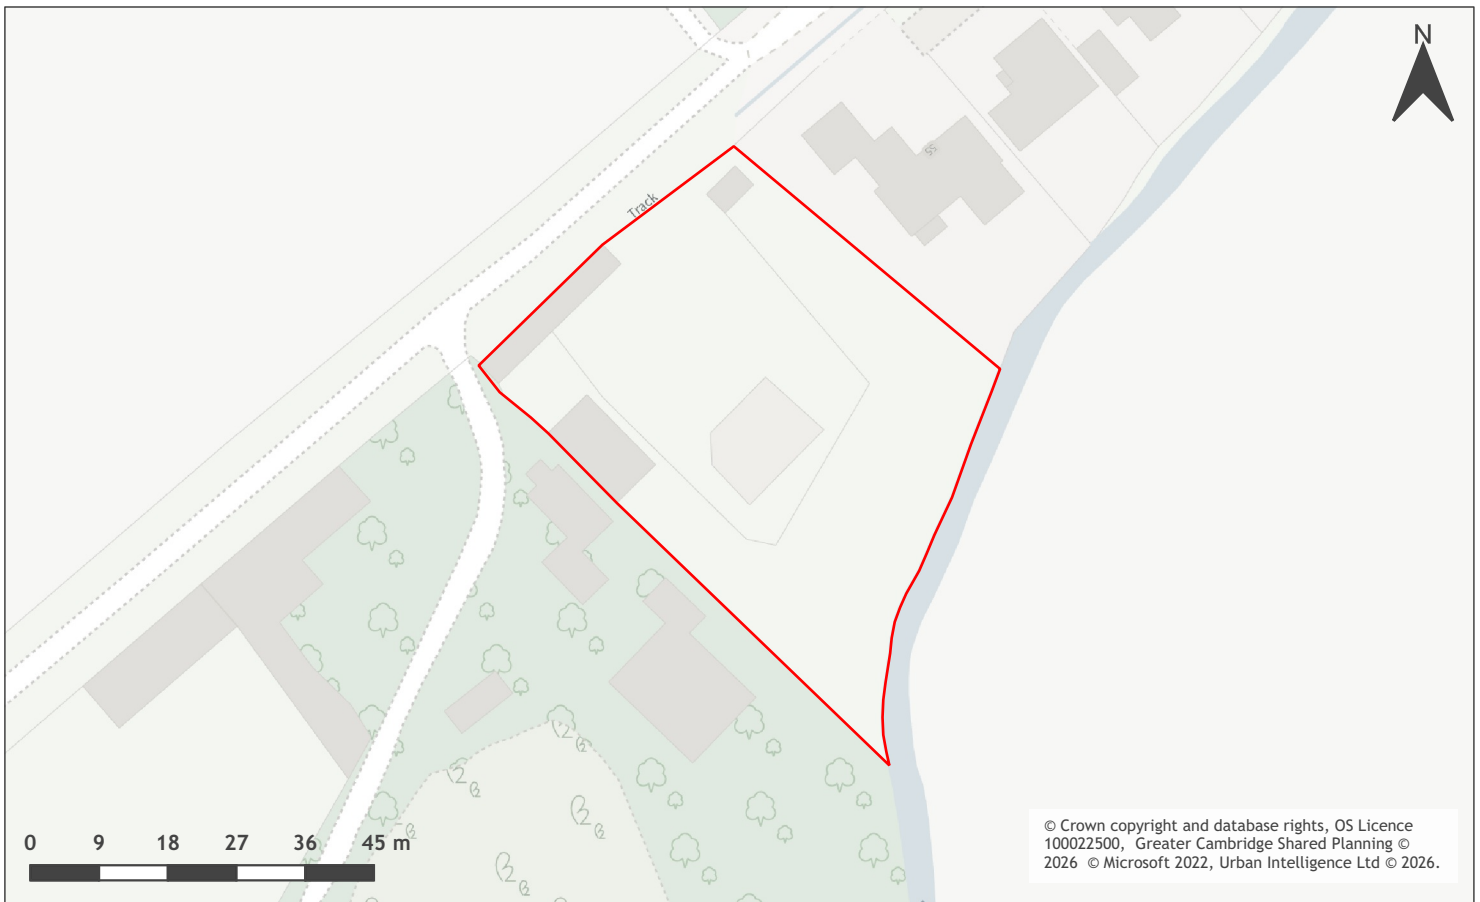 N
55
Track
0 9 18 27 36 45 m
© Crown copyright and database rights, OS Licence
100022500, Greater Cambridge Shared Planning ©
2026 © Microsoft 2022, Urban Intelligence Ltd © 2026.